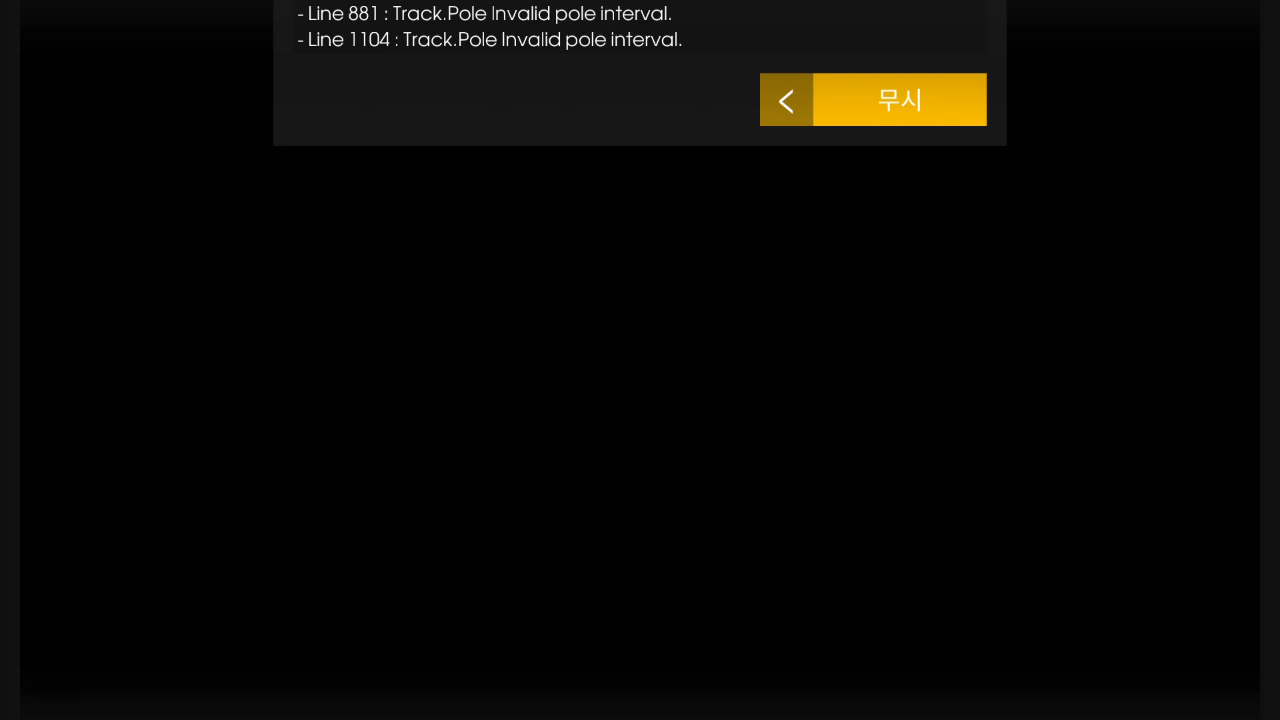 - Line 881 : Track.Pole Invalid pole interval.
- Line 1104 : Track.Pole Invalid pole interval.
< 무시